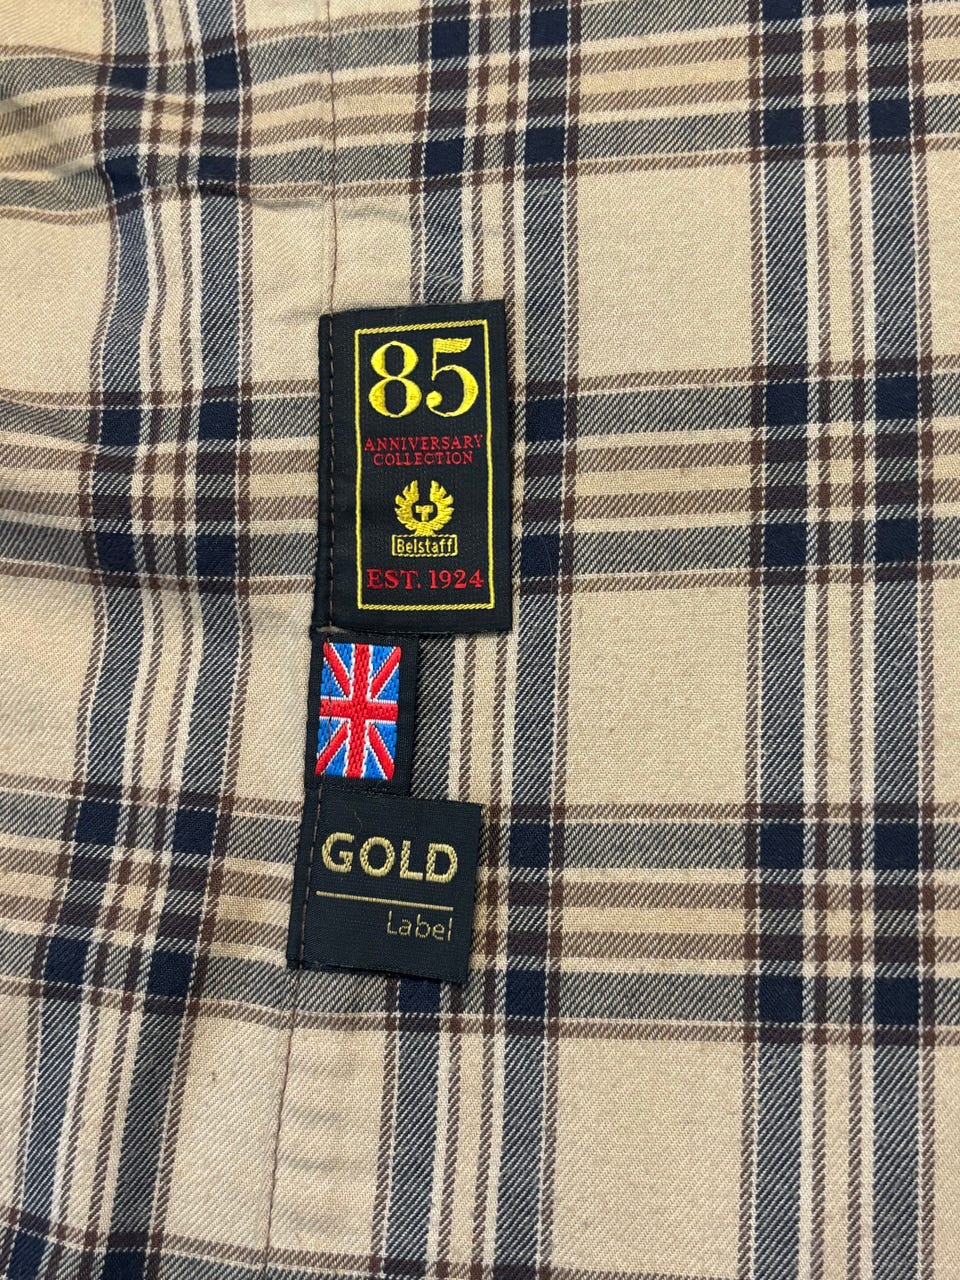 85
ANNIVERSARY
COLLECTION
Belstaff
EST. 1924
GOLD
Label